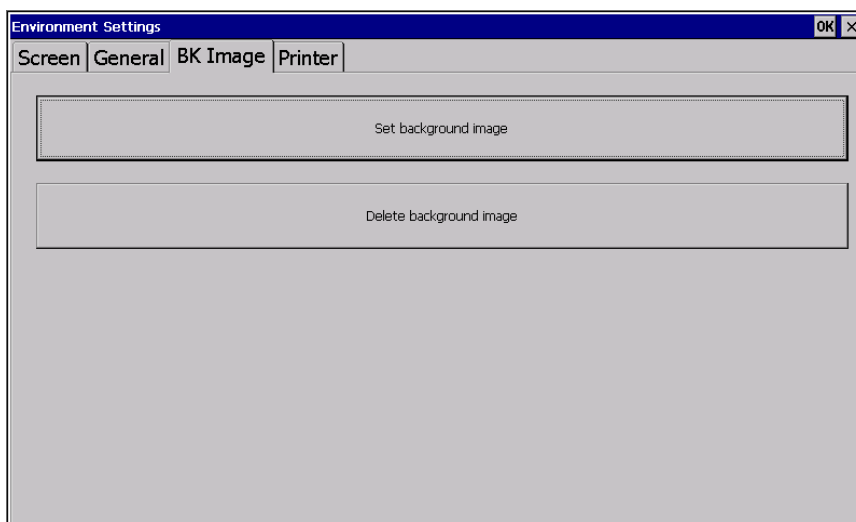 Environment Settings OK ×
Screen General BK Image Printer
Set background image
Delete background image